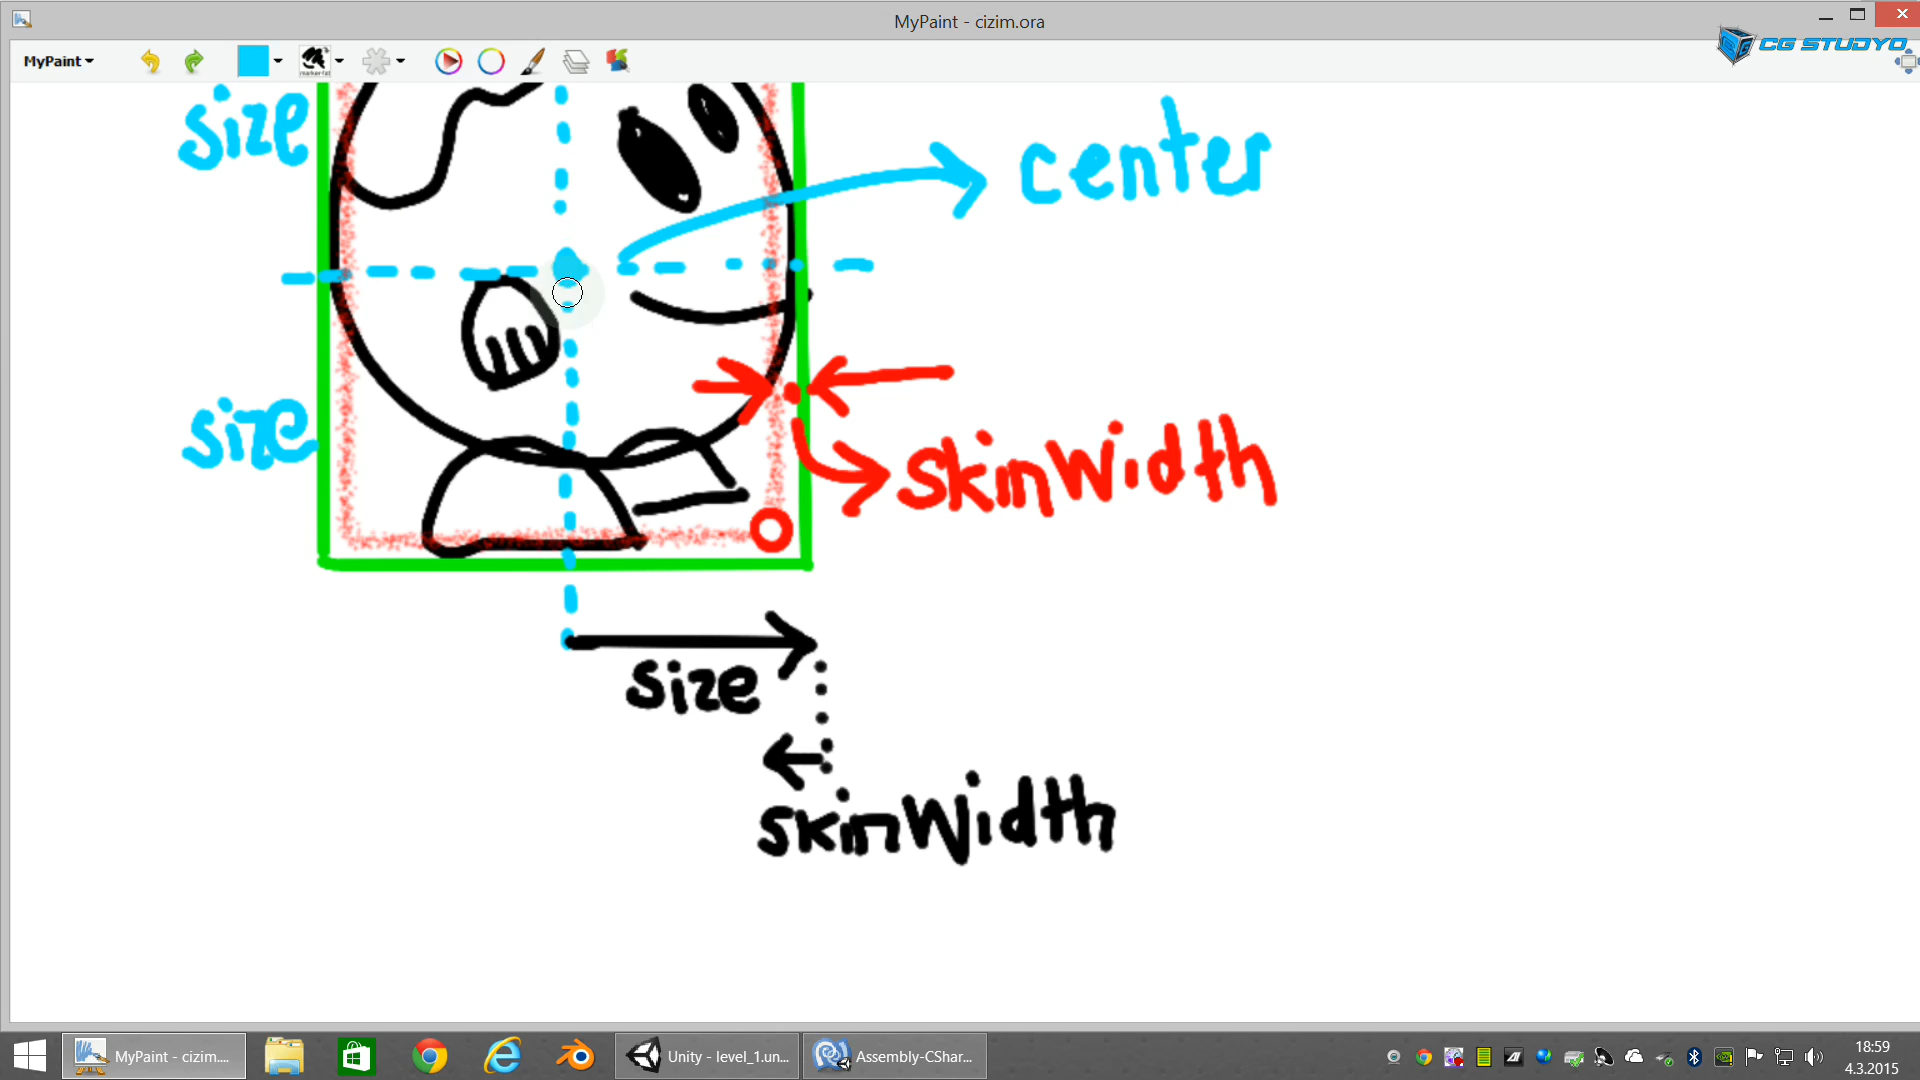 MyPaint - cizim.ora
MyPaint
CG STUDYO
size
center
size
skinWidth
size
skinWidth
MyPaint - cizim....
Unity - level_1.un...
Assembly-CShar...
18:59
4.3.2015